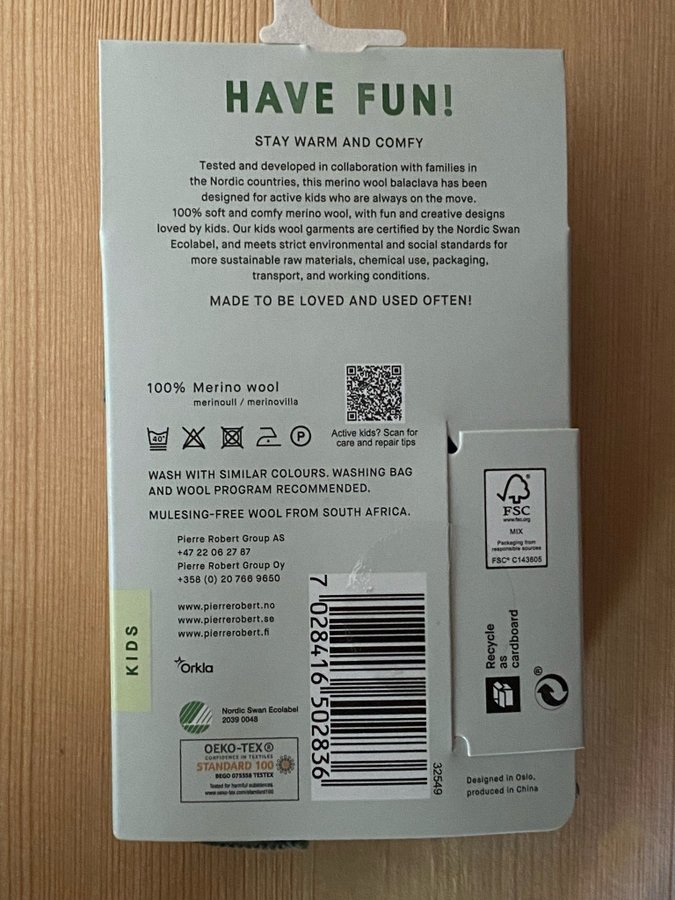 HAVE FUN!
STAY WARM AND COMFY
Tested and developed in collaboration with families in
the Nordic countries, this merino wool balaclava has been
designed for active kids who are always on the move.
100% soft and comfy merino wool, with fun and creative designs
loved by kids. Our kids wool garments are certified by the Nordic Swan
Ecolabel, and meets strict environmental and social standards for
more sustainable raw materials, chemical use, packaging,
transport, and working conditions.
MADE TO BE LOVED AND USED OFTEN!
100% Merino wool
merinoull / merinovilla
40°
P
Active kids? Scan for
care and repair tips
WASH WITH SIMILAR COLOURS. WASHING BAG
AND WOOL PROGRAM RECOMMENDED.
MULESING-FREE WOOL FROM SOUTH AFRICA.
Pierre Robert Group AS
+47 22 06 27 87
Pierre Robert Group Oy
+358 (0) 20 766 9650
www.pierrerobert.no
www.pierrerobert.se
www.pierrerobert.fi
KIDS
Orkla
Nordic Swan Ecolabel
2039 0048
OEKO-TEX®
CONFIDENCE IN TEXTILES
STANDARD 100
BEGO 075558 TESTEX
Tested for harmful substances.
www.oeko-tex.com/standard100
7 028416 502836
32549
FSC
www.fsc.org
MIX
Packaging from
responsible sources
FSC® C143605
Recycle
as
cardboard
®
Designed in Oslo,
produced in China